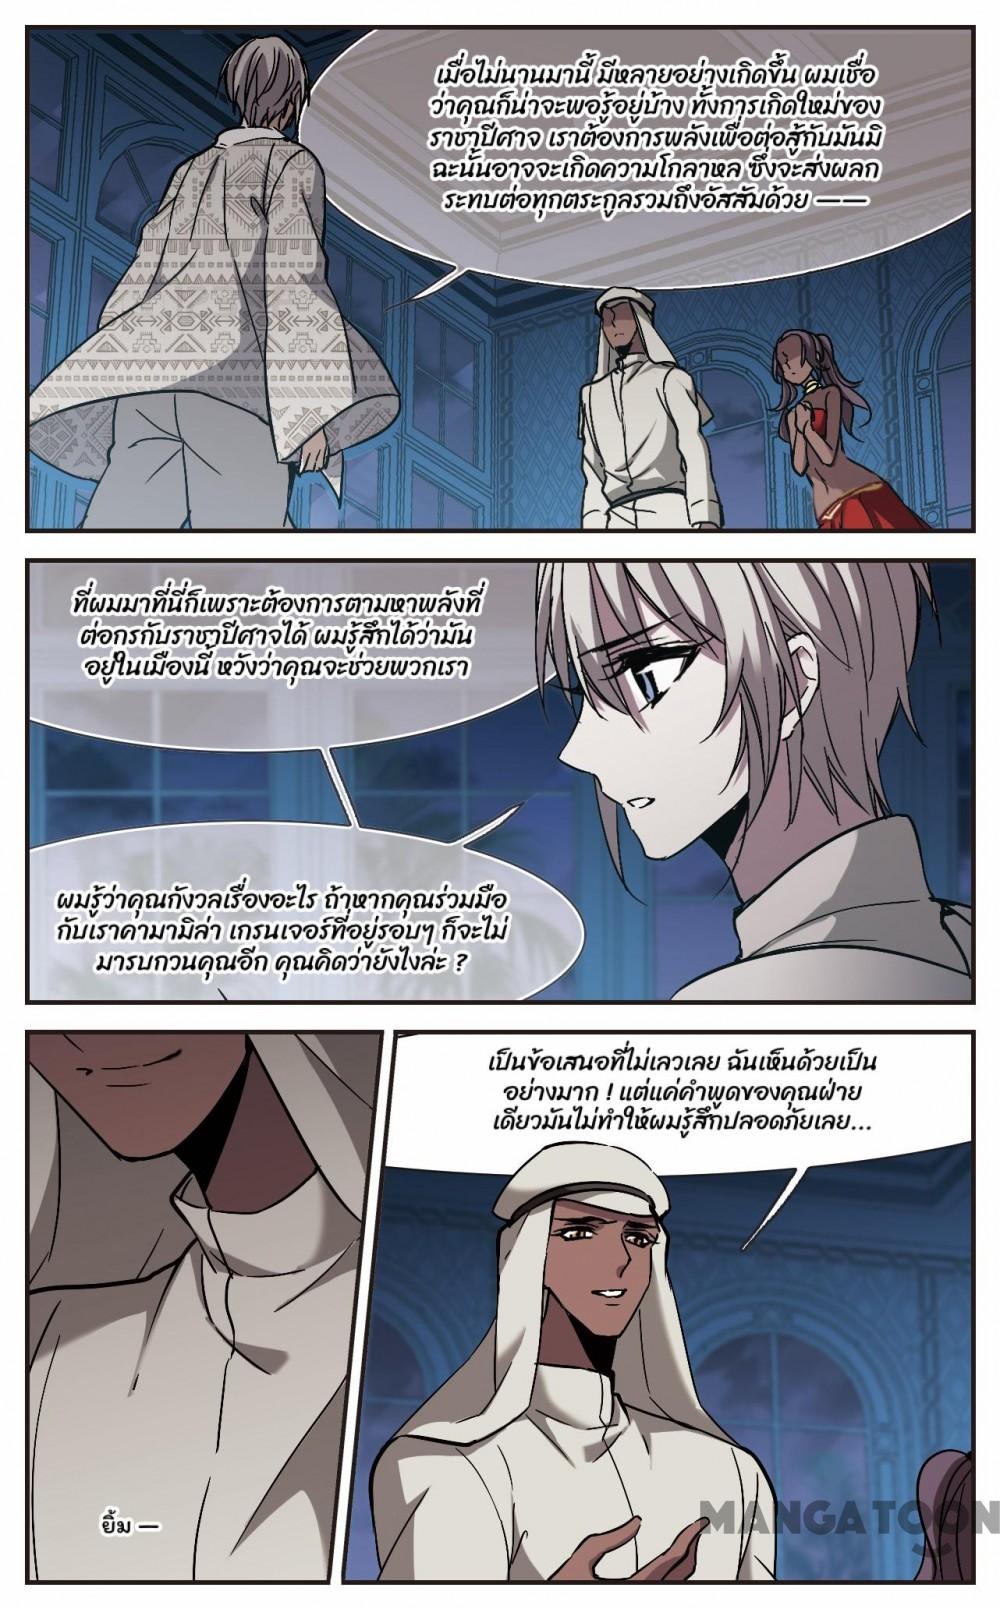 เมื่อไม่นานมานี้ มีหลายอย่างเกิดขึ้น ผมเชื่อ
ว่าคุณก็น่าจะพอรู้อยู่บ้าง ทั้งการเกิดใหม่ของ
ราชาปีศาจ เราต้องการพลังเพื่อต่อสู้กับมันมิ
ฉะนั้นอาจจะเกิดความโกลาหล ซึ่งจะส่งผลก
ระทบต่อทุกตระกูลรวมถึงอัสสัมด้วย ——
ที่ผมมาที่นี่ก็เพราะต้องการตามหาพลังที่
ต่อกรกับราชาปีศาจได้ ผมรู้สึกได้ว่ามัน
อยู่ในเมืองนี้ หวังว่าคุณจะช่วยพวกเรา
ผมรู้ว่าคุณกังวลเรื่องอะไร ถ้าหากคุณร่วมมือ
กับเราคามามิล่า เกรนเจอร์ที่อยู่รอบๆ ก็จะไม่
มารบกวนคุณอีก คุณคิดว่ายังไงล่ะ ?
เป็นข้อเสนอที่ไม่เลวเลย ฉันเห็นด้วยเป็น
อย่างมาก ! แต่แค่คำพูดของคุณฝ่าย
เดียวมันไม่ทำให้ผมรู้สึกปลอดภัยเลย...
ยิ้ม —
MANGATOON